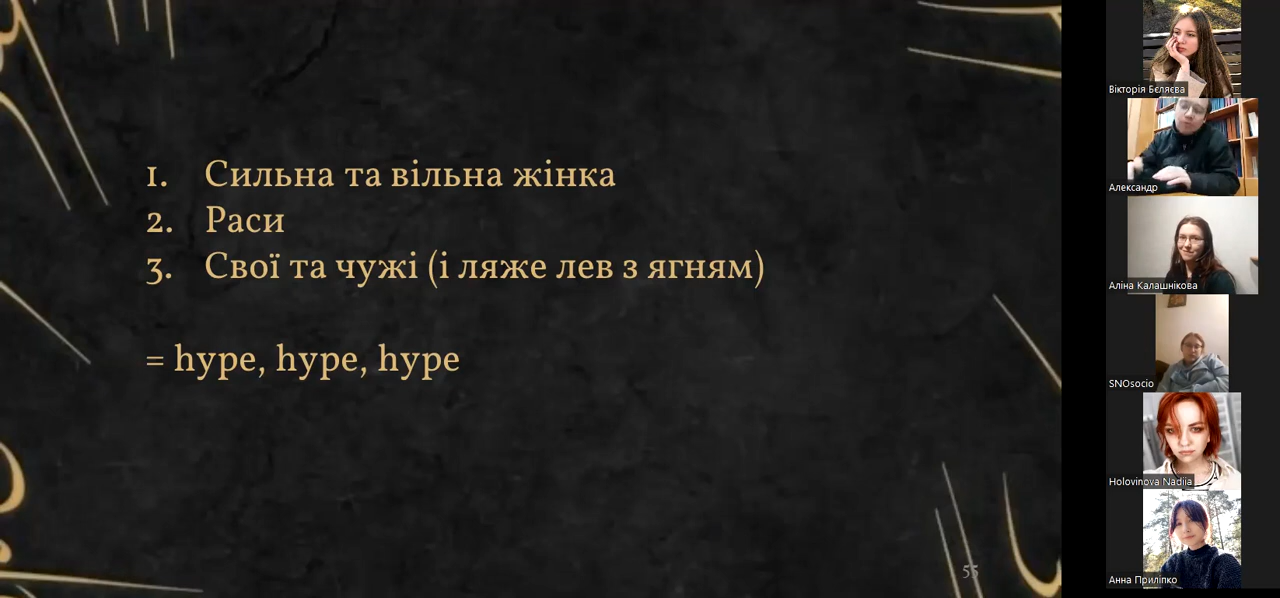 1. Сильна та вільна жінка
2. Раси
3. Свої та чужі (і ляже лев з ягням)
= hype, hype, hype
55
Вікторія Бєляєва
Александр
Аліна Калашнікова
SNOsocio
Holovinova Nadiia
Анна Приліпко